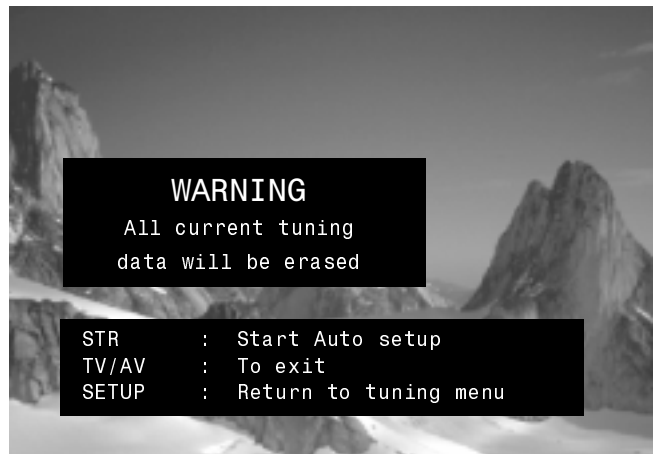 WARNING
All current tuning
data will be erased
STR : Start Auto setup
TV/AV : To exit
SETUP : Return to tuning menu